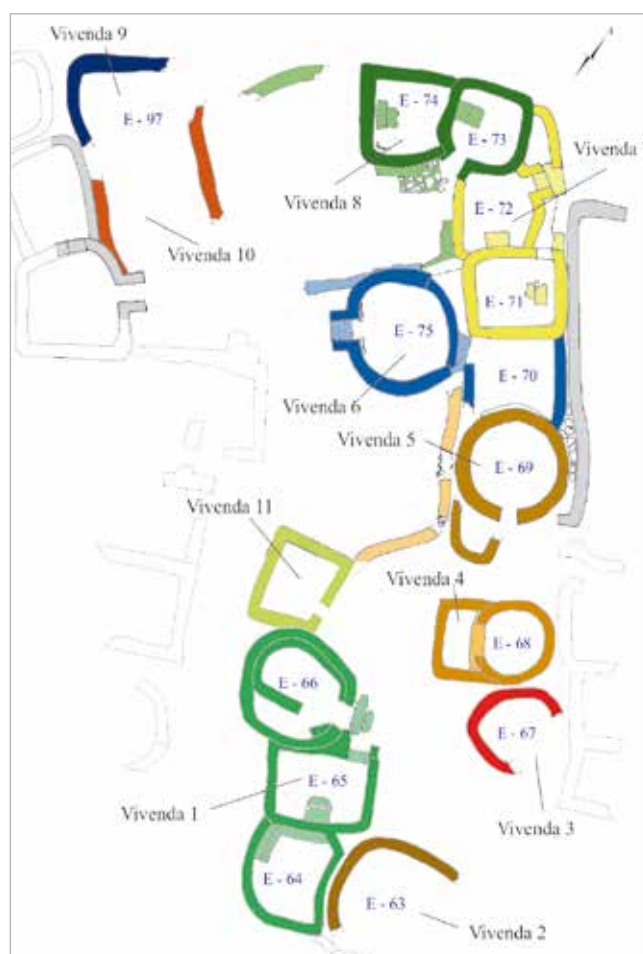 Vivenda 9
E - 97
E - 74
E - 73
Vivenda
Vivenda 8
E - 72
Vivenda 10
E - 71
E - 75
E - 70
Vivenda 6
Vivenda 5
E - 69
Vivenda 11
Vivenda 4
E - 68
E - 66
E - 67
E - 65
Vivenda 1
Vivenda 3
E - 64
E - 63
Vivenda 2